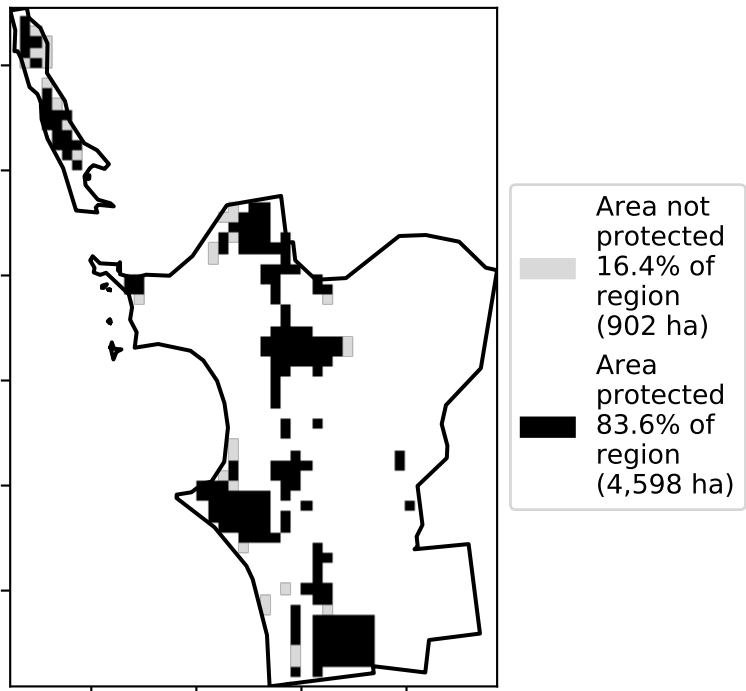 Area not
protected
16.4% of
region
(902 ha)
Area
protected
83.6% of
region
(4,598 ha)